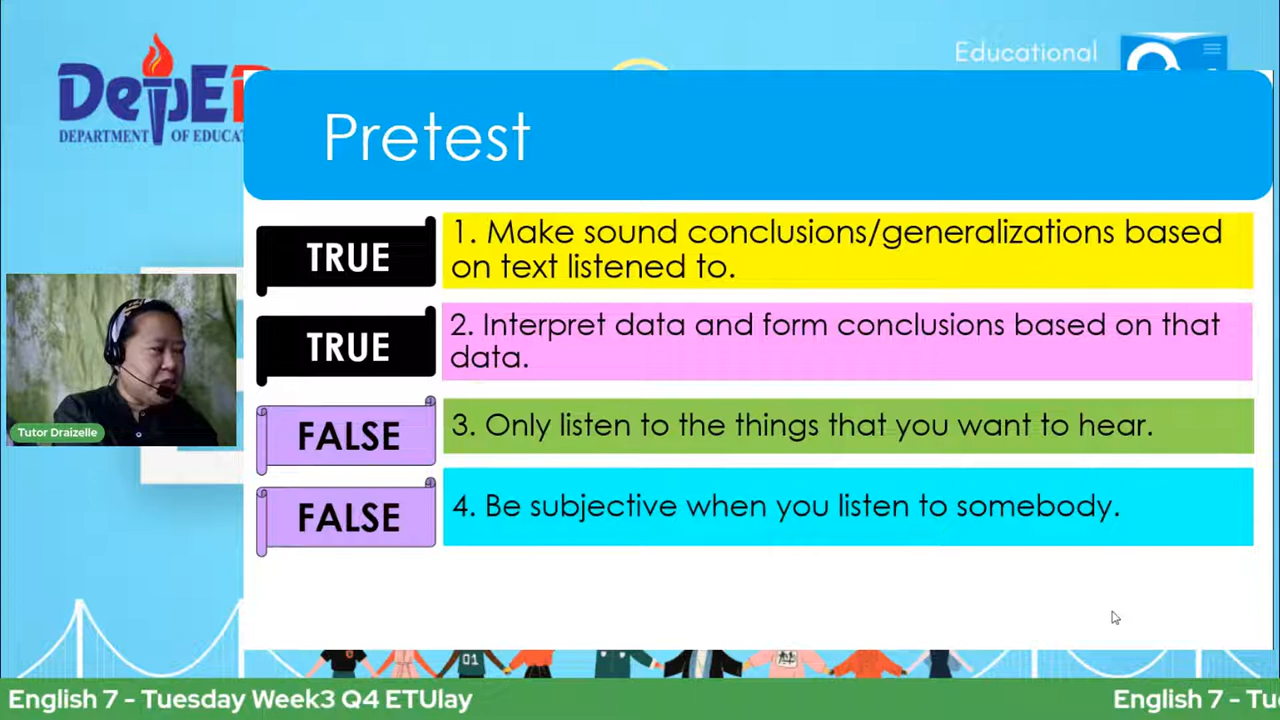 DepED
DEPARTMENT OF EDUCAT
Educational
Pretest
TRUE
1. Make sound conclusions/generalizations based
on text listened to.
TRUE
2. Interpret data and form conclusions based on that
data.
FALSE
3. Only listen to the things that you want to hear.
FALSE
4. Be subjective when you listen to somebody.
Tutor Draizelle
01
English 7 - Tuesday Week3 Q4 ETUlay
English 7 - Tu